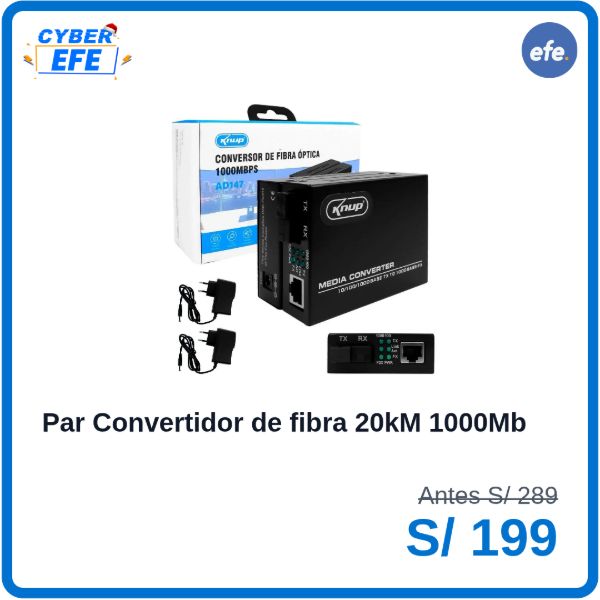 CYBER
EFE
efe.
Knup
CONVERSOR DE FIBRA ÓPTICA
1000MBPS
AD147
Knup
TX
RX
MEDIA CONVERTER
TX RX
Par Convertidor de fibra 20kM 1000Mb
Antes S/ 289
S/ 199